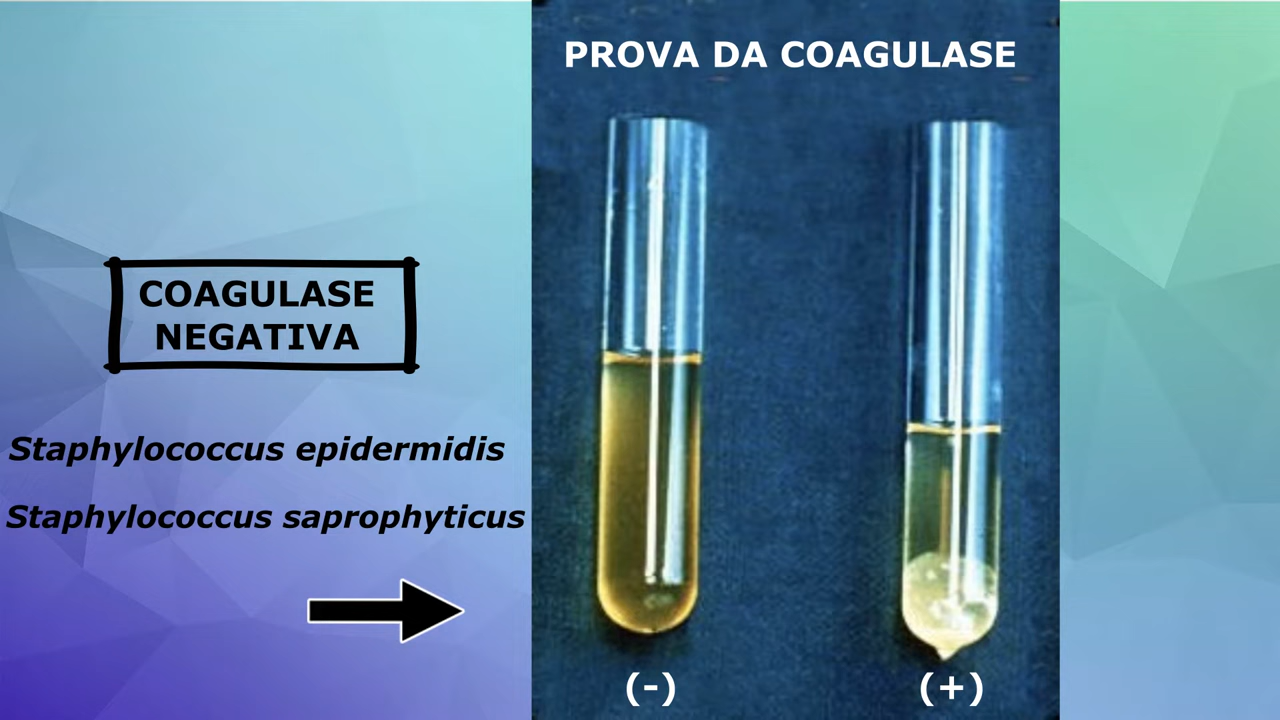 PROVA DA COAGULASE
COAGULASE
NEGATIVA
Staphylococcus epidermidis
Staphylococcus saprophyticus
(-)
(+)